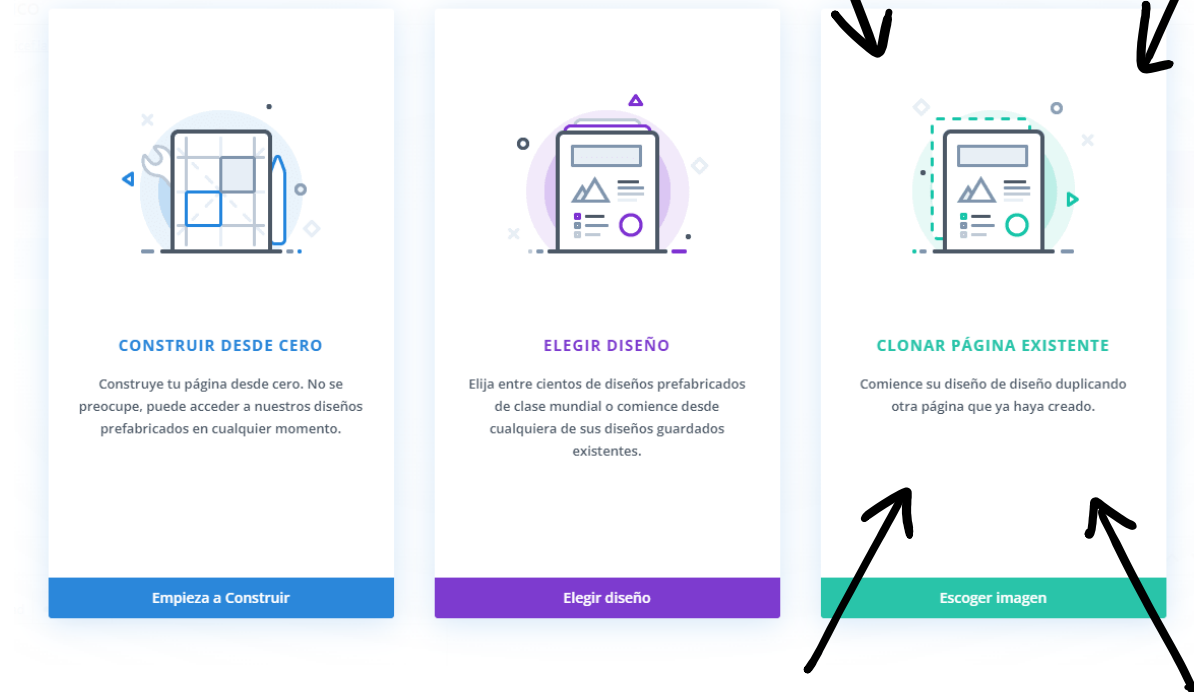 CONSTRUIR DESDE CERO
Construye tu página desde cero. No se
preocupe, puede acceder a nuestros diseños
prefabricados en cualquier momento.
Empieza a Construir
ELEGIR DISEÑO
Elija entre cientos de diseños prefabricados
de clase mundial o comience desde
cualquiera de sus diseños guardados
existentes.
Elegir diseño
CLONAR PÁGINA EXISTENTE
Comience su diseño de diseño duplicando
otra página que ya haya creado.
Escoger imagen